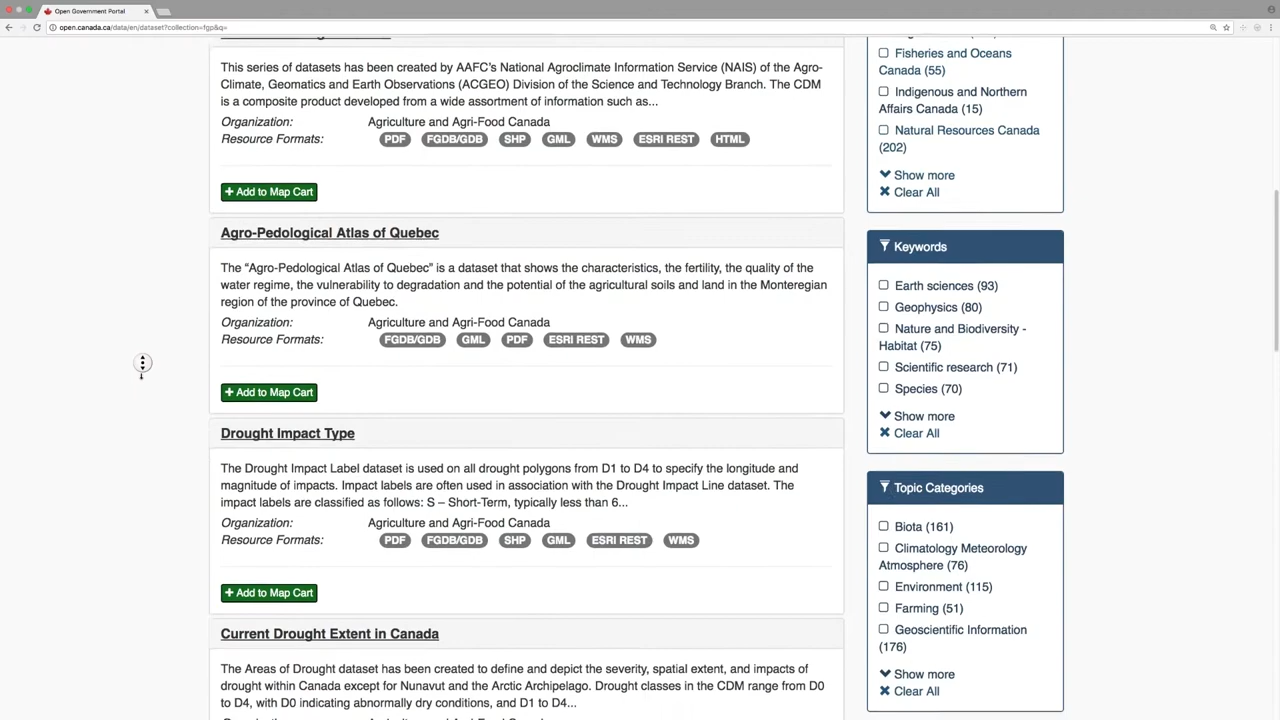 Open Government Portal
open.canada.ca/data/en/dataset?collection=fgp&q=
This series of datasets has been created by AAFC's National Agroclimate Information Service (NAIS) of the Agro-
Climate, Geomatics and Earth Observations (ACGEO) Division of the Science and Technology Branch. The CDM
is a composite product developed from a wide assortment of information such as...
Organization: Agriculture and Agri-Food Canada
Resource Formats: PDF FGDB/GDB SHP GML WMS ESRI REST HTML
+ Add to Map Cart
Agro-Pedological Atlas of Quebec
The “Agro-Pedological Atlas of Quebec” is a dataset that shows the characteristics, the fertility, the quality of the
water regime, the vulnerability to degradation and the potential of the agricultural soils and land in the Monteregian
region of the province of Quebec.
Organization: Agriculture and Agri-Food Canada
Resource Formats: FGDB/GDB GML PDF ESRI REST WMS
+ Add to Map Cart
Drought Impact Type
The Drought Impact Label dataset is used on all drought polygons from D1 to D4 to specify the longitude and
magnitude of impacts. Impact labels are often used in association with the Drought Impact Line dataset. The
impact labels are classified as follows: S – Short-Term, typically less than 6...
Organization: Agriculture and Agri-Food Canada
Resource Formats: PDF FGDB/GDB SHP GML ESRI REST WMS
+ Add to Map Cart
Current Drought Extent in Canada
The Areas of Drought dataset has been created to define and depict the severity, spatial extent, and impacts of
drought within Canada except for Nunavut and the Arctic Archipelago. Drought classes in the CDM range from D0
to D4, with D0 indicating abnormally dry conditions, and D1 to D4...
Fisheries and Oceans
Canada (55)
Indigenous and Northern
Affairs Canada (15)
Natural Resources Canada
(202)
Show more
Clear All
Keywords
Earth sciences (93)
Geophysics (80)
Nature and Biodiversity -
Habitat (75)
Scientific research (71)
Species (70)
Show more
Clear All
Topic Categories
Biota (161)
Climatology Meteorology
Atmosphere (76)
Environment (115)
Farming (51)
Geoscientific Information
(176)
Show more
Clear All